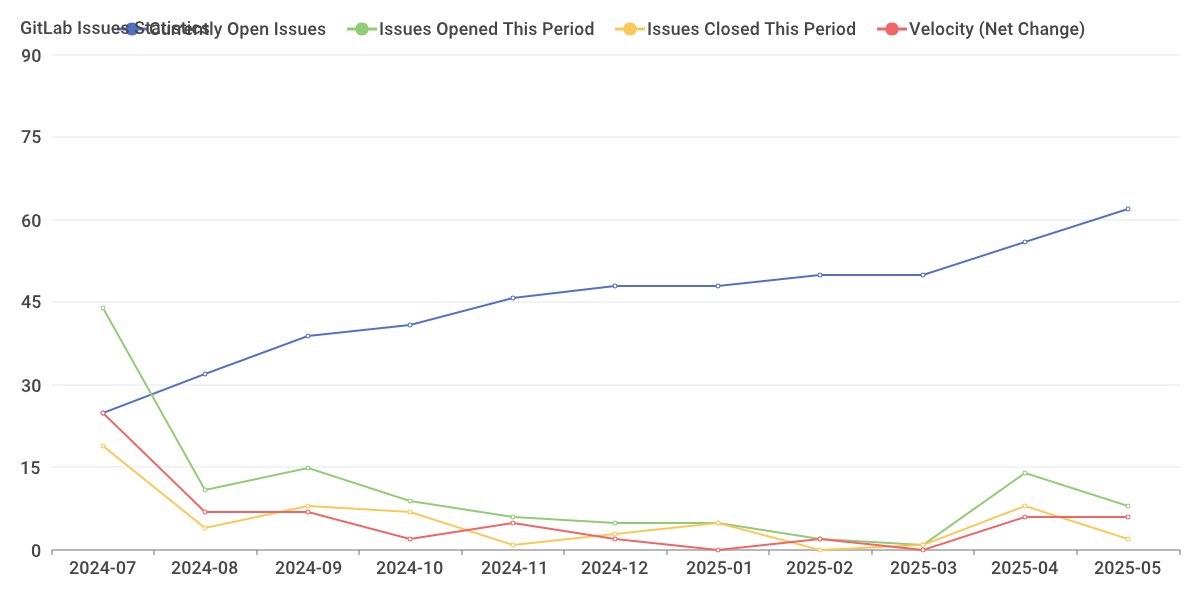 GitLab Issues Statistics
Currently Open Issues
Issues Opened This Period
Issues Closed This Period
Velocity (Net Change)
90
75
60
45
30
15
0
2024-07 2024-08 2024-09 2024-10 2024-11 2024-12 2025-01 2025-02 2025-03 2025-04 2025-05